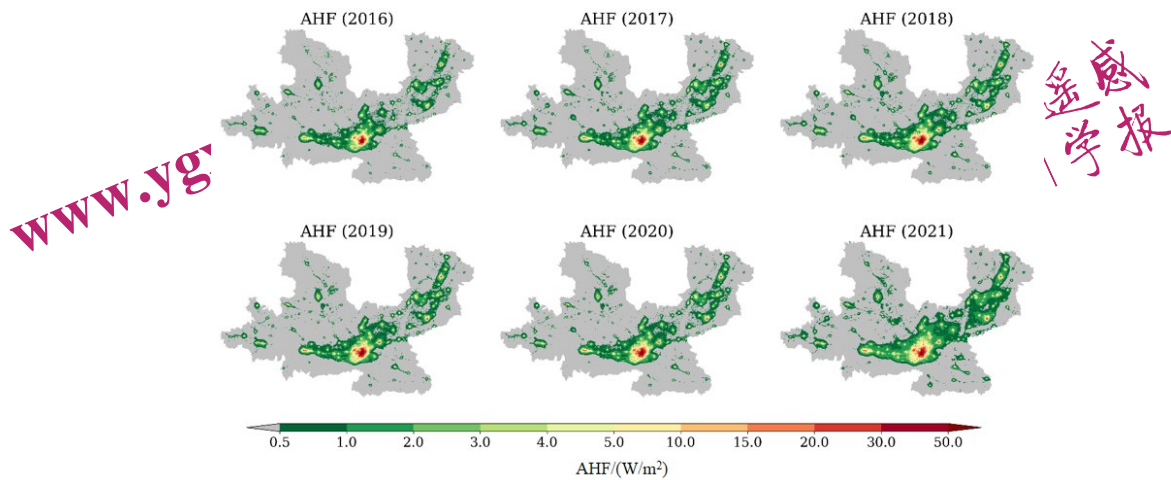 AHF (2016) AHF (2017) AHF (2018)
遥感
学报
www.yg
AHF (2019) AHF (2020) AHF (2021)
0.5 1.0 2.0 3.0 4.0 5.0 10.0 15.0 20.0 30.0 50.0
AHF/(W/m²)